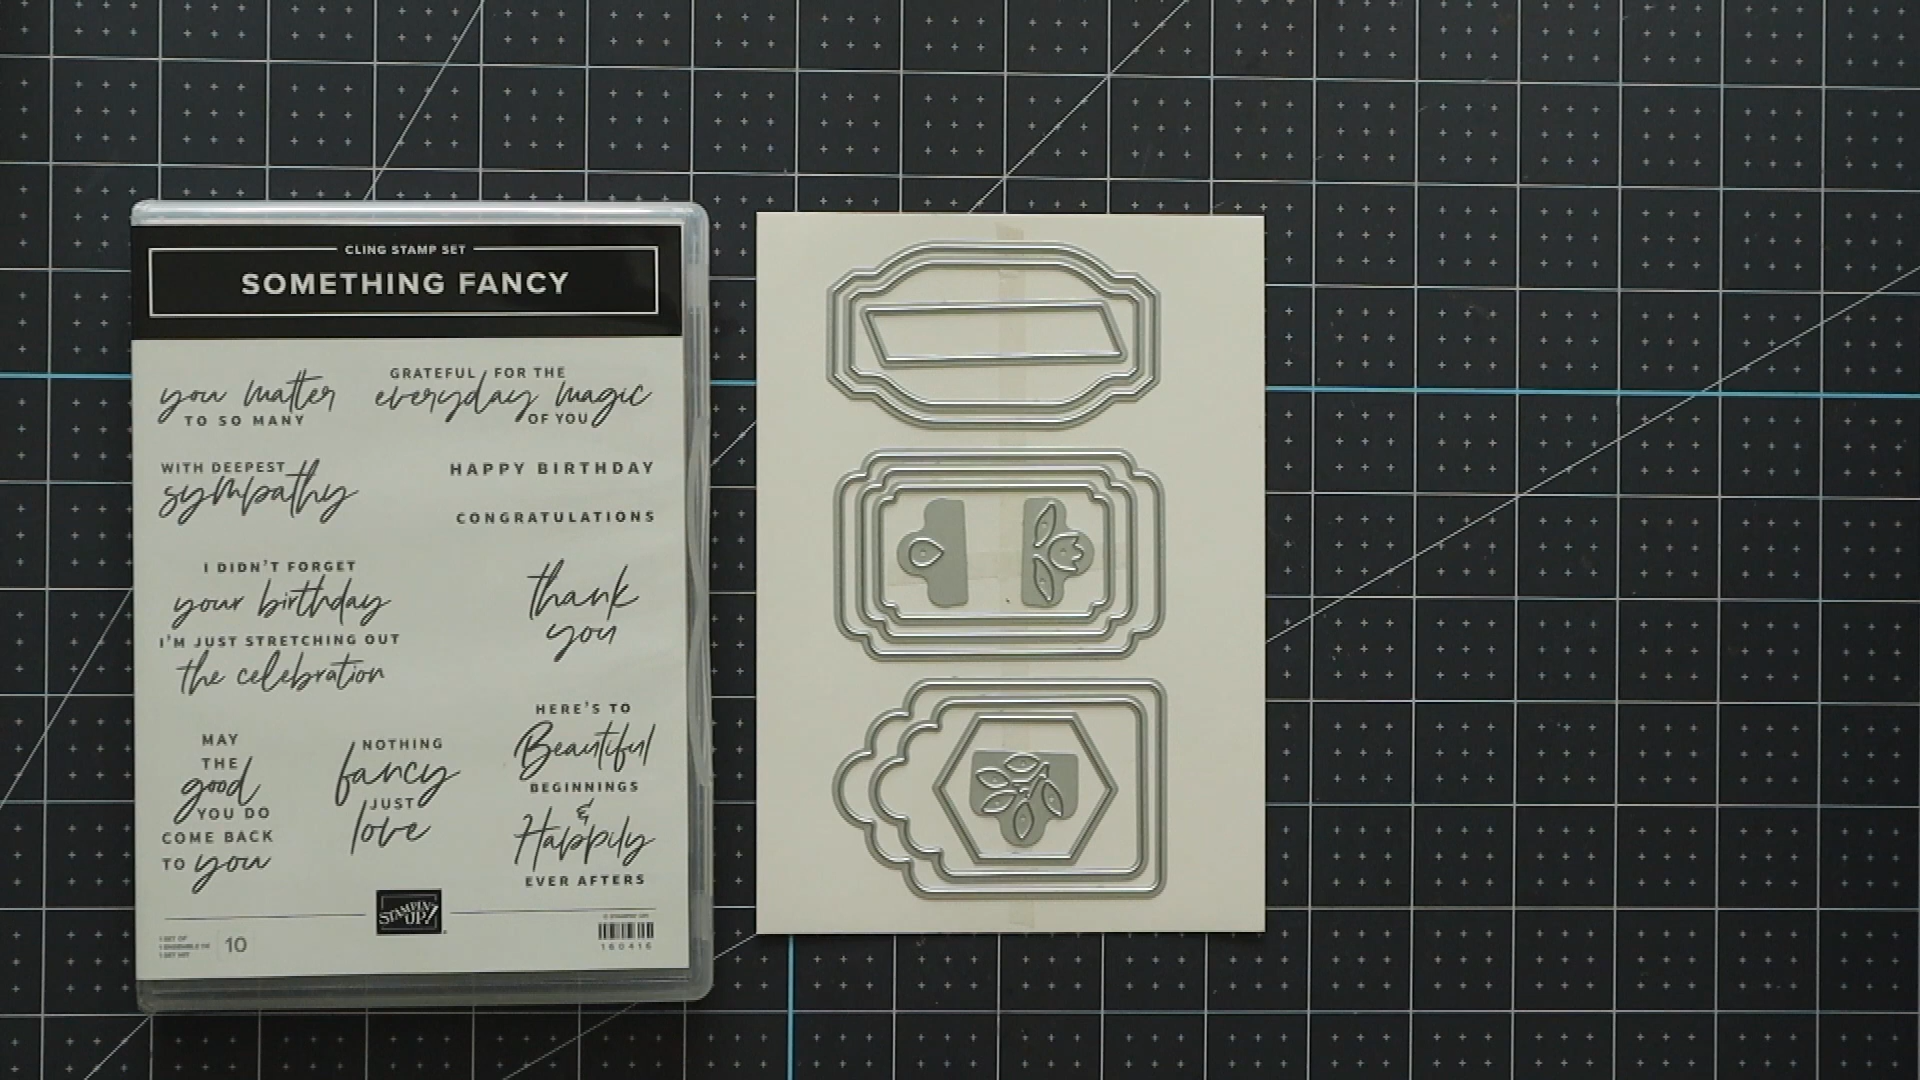 CLING STAMP SET
SOMETHING FANCY
you matter
TO SO MANY
GRATEFUL FOR THE
everyday magic
OF YOU
WITH DEEPEST
sympathy
HAPPY BIRTHDAY
CONGRATULATIONS
I DIDN'T FORGET
your birthday
I'M JUST STRETCHING OUT
the celebration
thank
you
MAY
THE
good
YOU DO
COME BACK
TO you
NOTHING
fancy
JUST
love
HERE'S TO
Beautiful
BEGINNINGS
&
Happily
EVER AFTERS
STAMPIN'
UP!
1 SET OF
10
160416